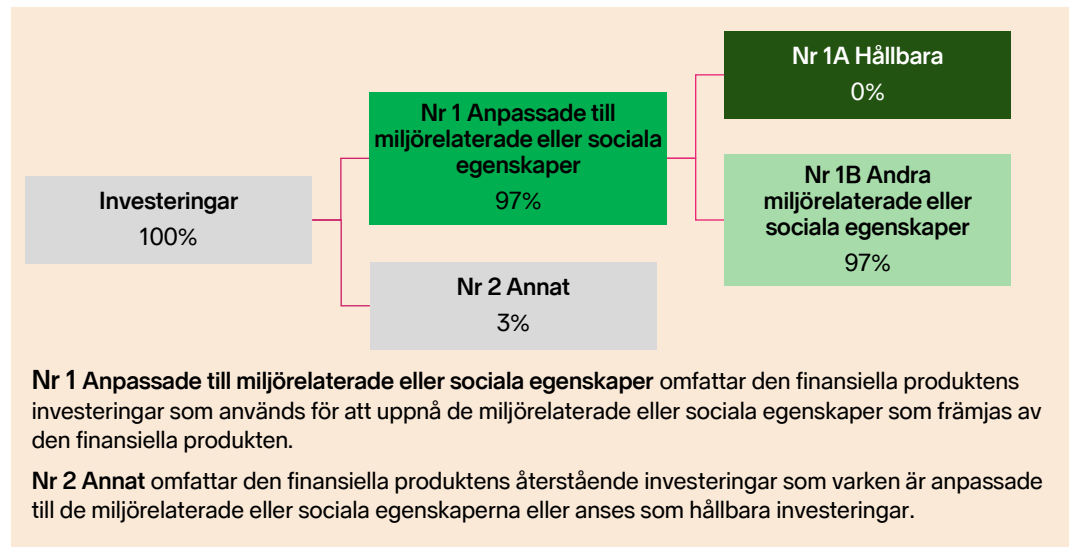 Investeringar
100%
Nr 1 Anpassade till
miljörelaterade eller sociala
egenskaper
97%
Nr 2 Annat
3%
Nr 1A Hållbara
0%
Nr 1B Andra
miljörelaterade eller
sociala egenskaper
97%
Nr 1 Anpassade till miljörelaterade eller sociala egenskaper omfattar den finansiella produktens
investeringar som används för att uppnå de miljörelaterade eller sociala egenskaper som främjas av
den finansiella produkten.
Nr 2 Annat omfattar den finansiella produktens återstående investeringar som varken är anpassade
till de miljörelaterade eller sociala egenskaperna eller anses som hållbara investeringar.